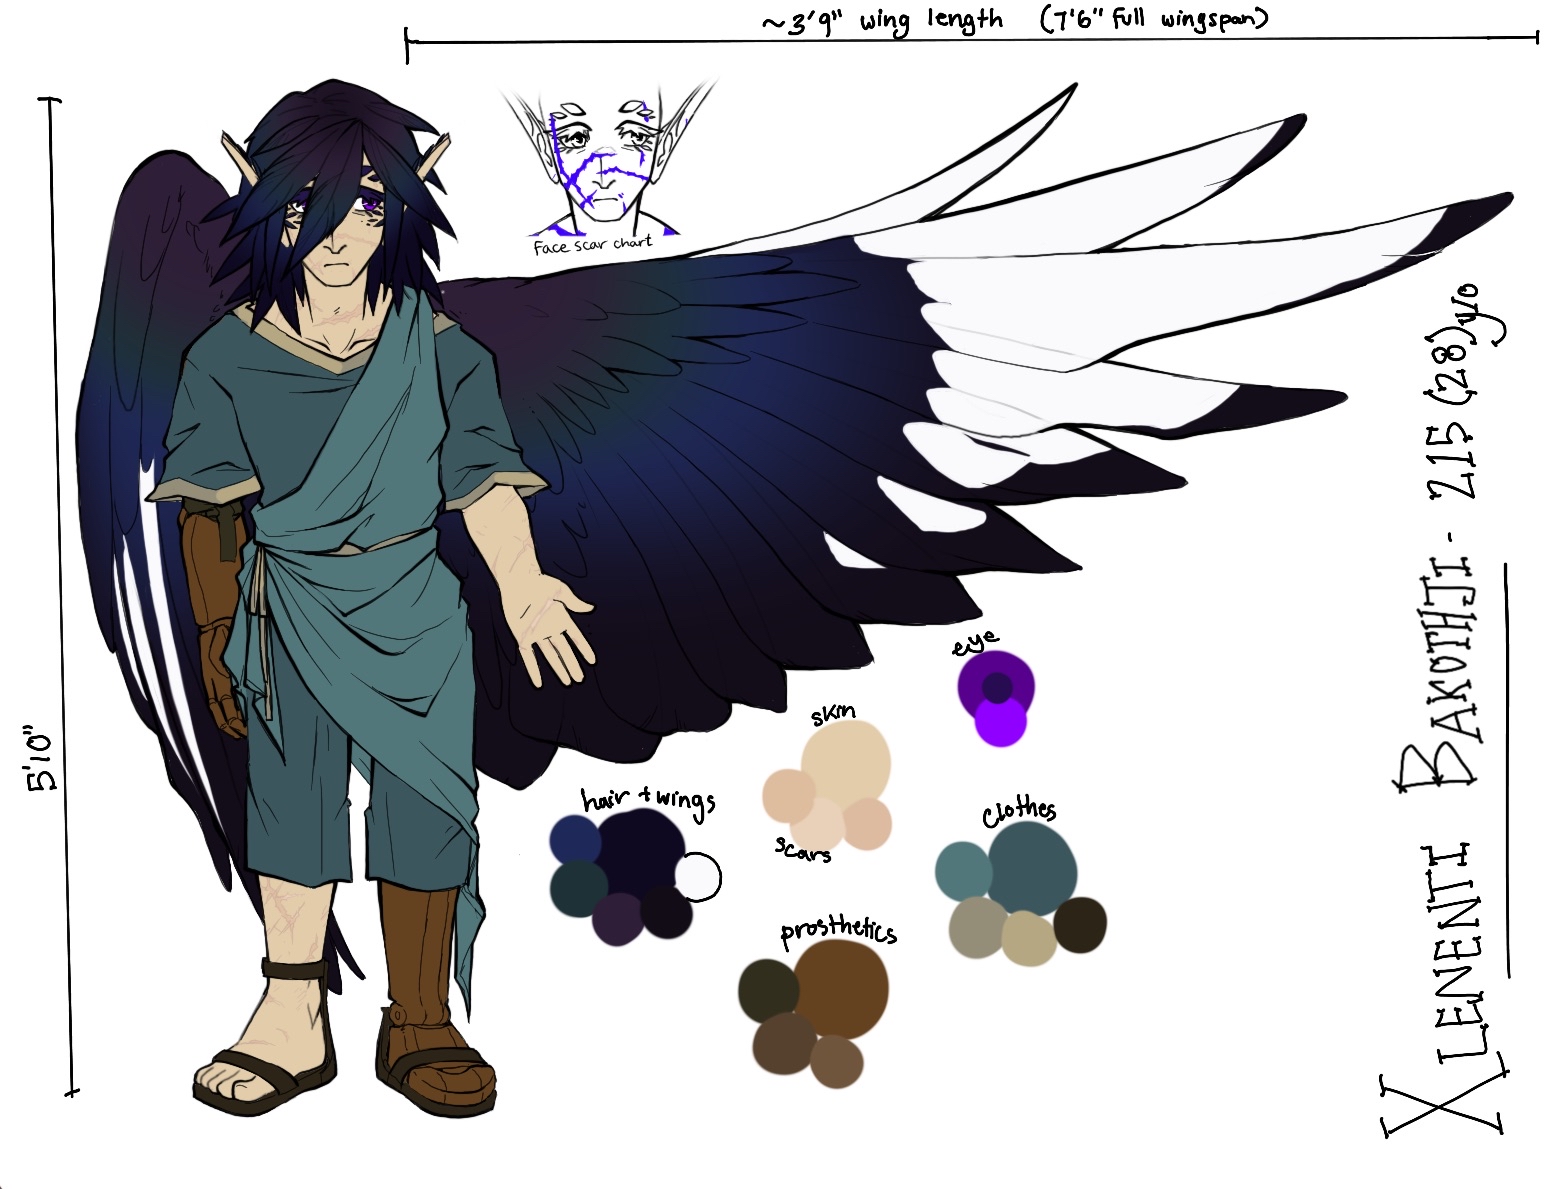 ~3'9" wing length (7'6" full wingspan)
Face scar chart
5'10"
eye
skin
scars
hair + wings
clothes
prosthetics
XLENENTI BAKOTHJI - 215 (28) y/o